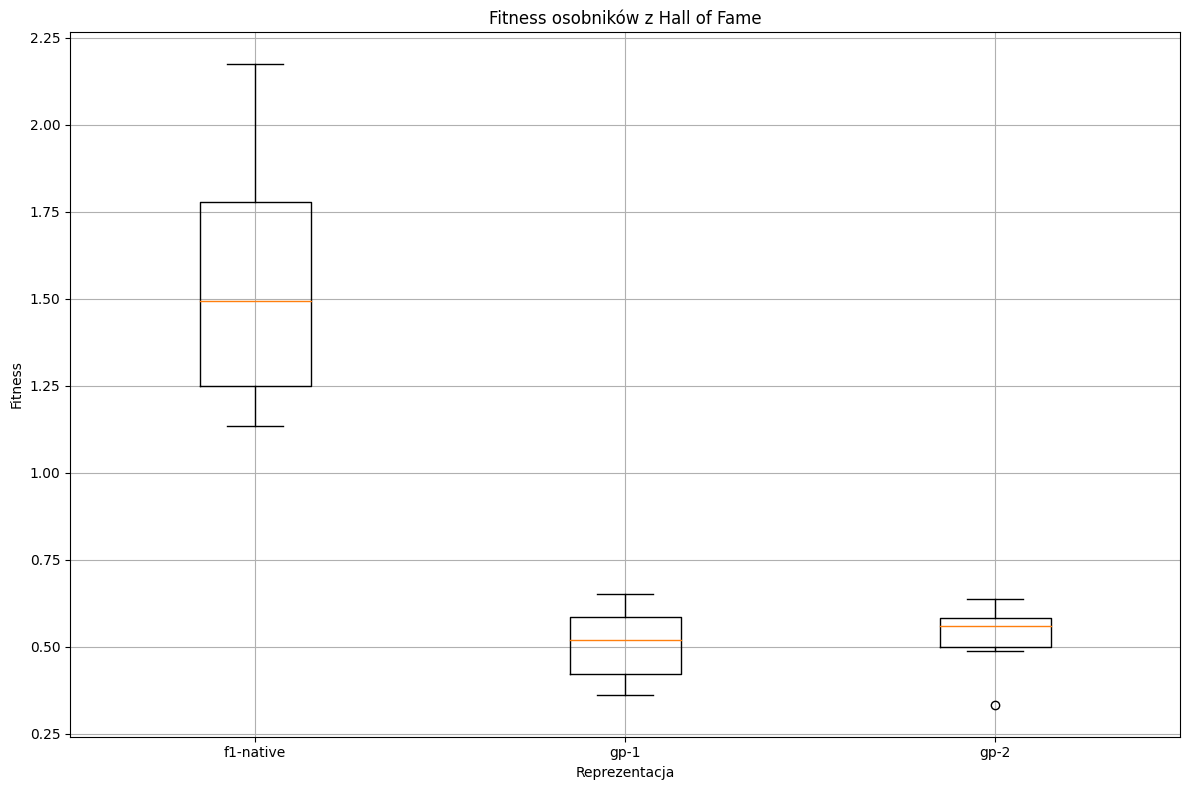 Fitness osobników z Hall of Fame
Fitness
2.25
2.00
1.75
1.50
1.25
1.00
0.75
0.50
0.25
f1-native
gp-1
gp-2
Reprezentacja